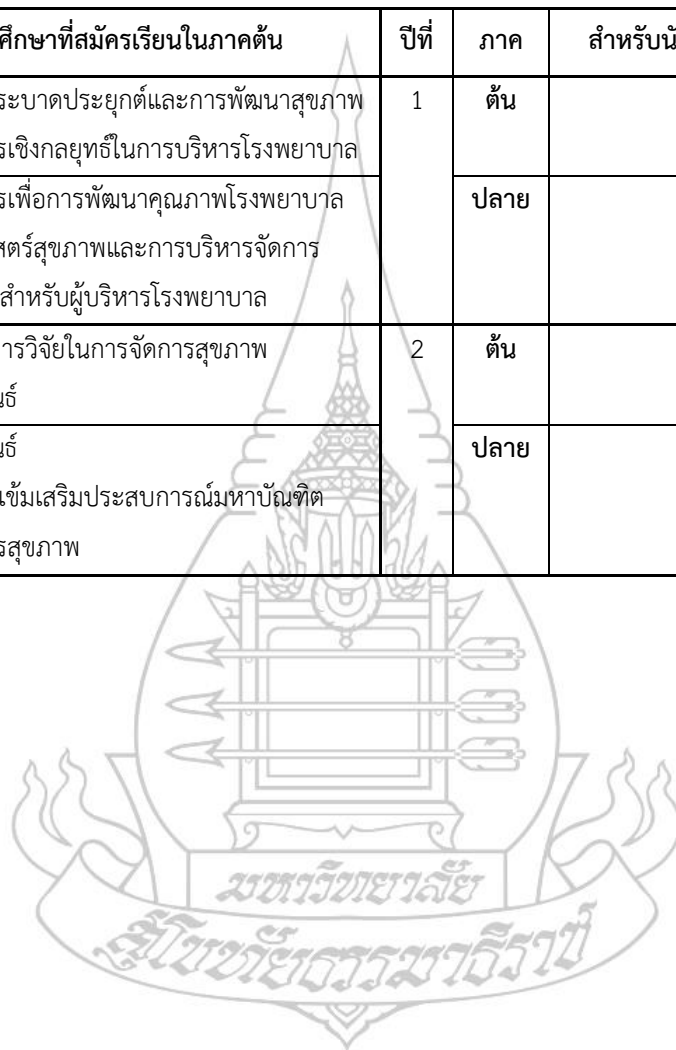 ศึกษาที่สมัครเรียนในภาคต้น ปีที่ ภาค สำหรับนั
ระบาดประยุกต์และการพัฒนาสุขภาพ 1 ต้น
รเชิงกลยุทธ์ในการบริหารโรงพยาบาล
รเพื่อการพัฒนาคุณภาพโรงพยาบาล ปลาย
สตร์สุขภาพและการบริหารจัดการ
สำหรับผู้บริหารโรงพยาบาล
ารวิจัยในการจัดการสุขภาพ 2 ต้น
นธ์
นธ์ ปลาย
เข้มเสริมประสบการณ์มหาบัณฑิต
รสุขภาพ
มหาวิทยาลัย
สุโขทัยธรรมาธิราช